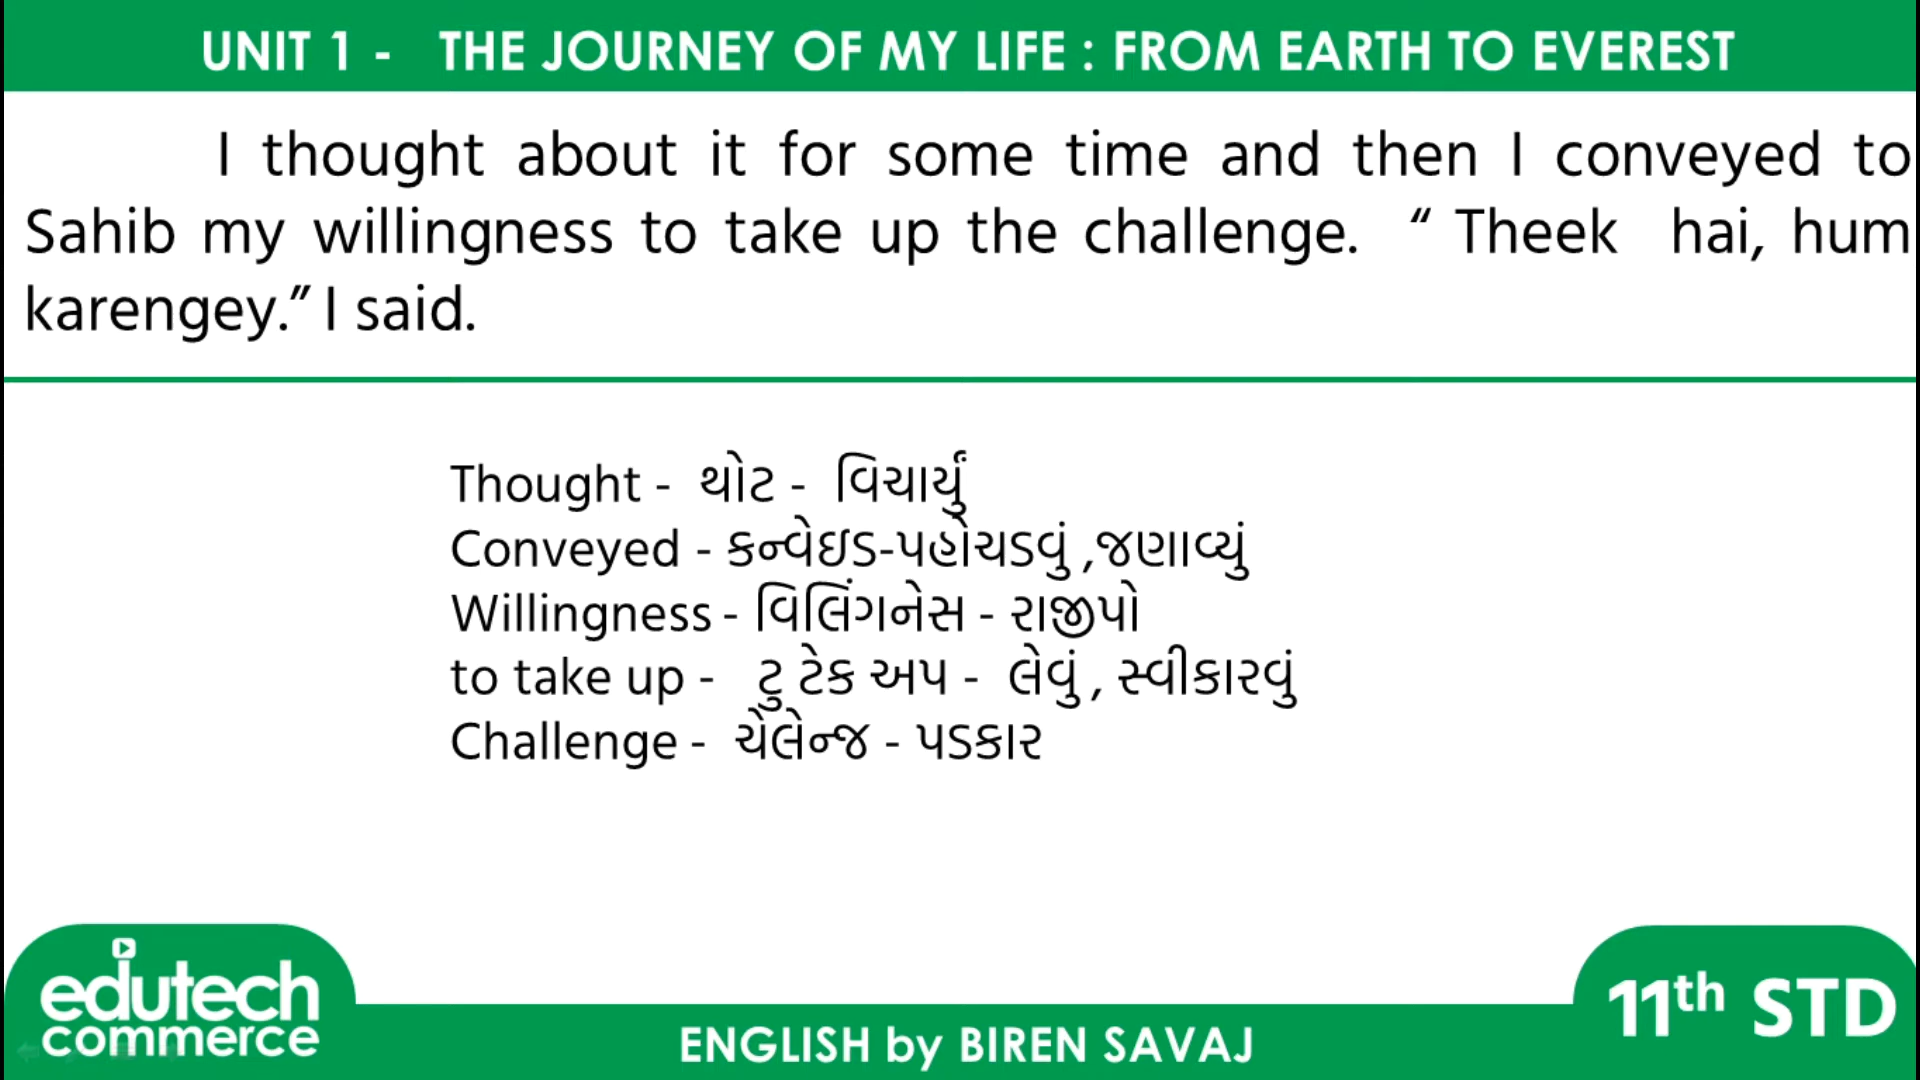 UNIT 1 - THE JOURNEY OF MY LIFE : FROM EARTH TO EVEREST
I thought about it for some time and then I conveyed to
Sahib my willingness to take up the challenge. “ Theek hai, hum
karengey.” I said.
Thought - થોટ - વિચાર્યું
Conveyed - કન્વેઇડ-પહોચડવું ,જણાવ્યું
Willingness - વિલિંગનેસ - રાજીપો
to take up - ટુ ટેક અપ - લેવું , સ્વીકારવું
Challenge - ચેલેન્જ - પડકાર
edutech
commerce
ENGLISH by BIREN SAVAJ
11th STD